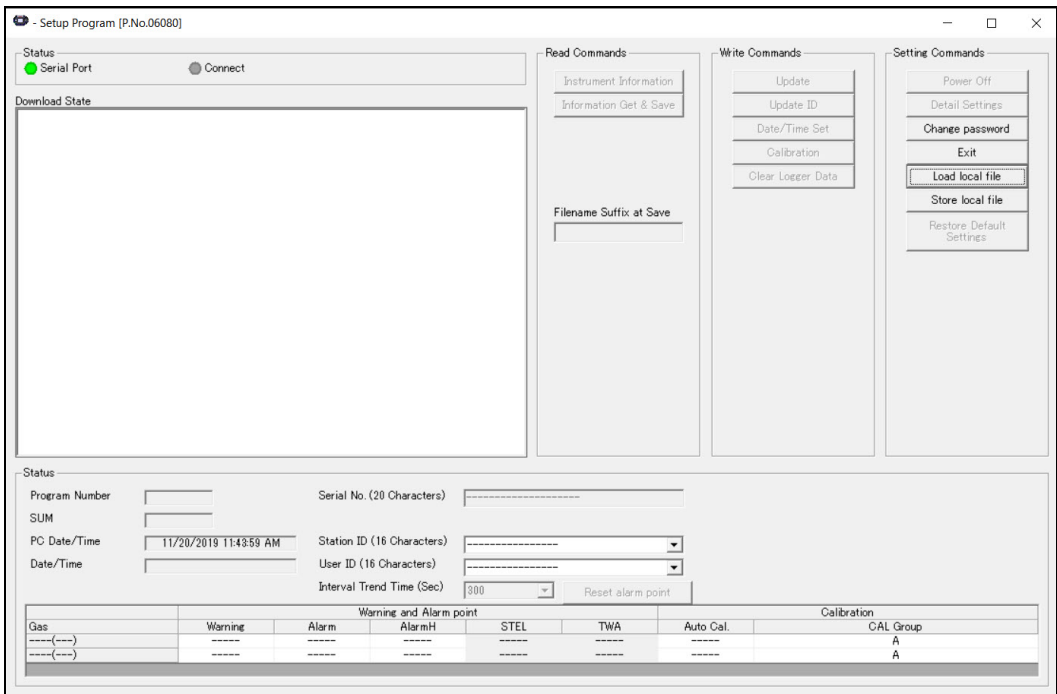 - Setup Program [P.No.06080]
Status
Serial Port
Connect
Download State
Read Commands
Instrument Information
Information Get & Save
Filename Suffix at Save
Write Commands
Update
Update ID
Date/Time Set
Calibration
Clear Logger Data
Setting Commands
Power Off
Detail Settings
Change password
Exit
Load local file
Store local file
Restore Default
Settings
Status
Program Number
SUM
PC Date/Time 11/20/2019 11:43:59 AM
Date/Time
Serial No. (20 Characters) --------------------
Station ID (16 Characters) ----------------
User ID (16 Characters) ----------------
Interval Trend Time (Sec) 300 Reset alarm point
Warning and Alarm point Calibration
Gas Warning Alarm AlarmH STEL TWA Auto Cal. CAL Group
----(---) ----- ----- ----- ----- ----- ----- A
----(---) ----- ----- ----- ----- ----- ----- A